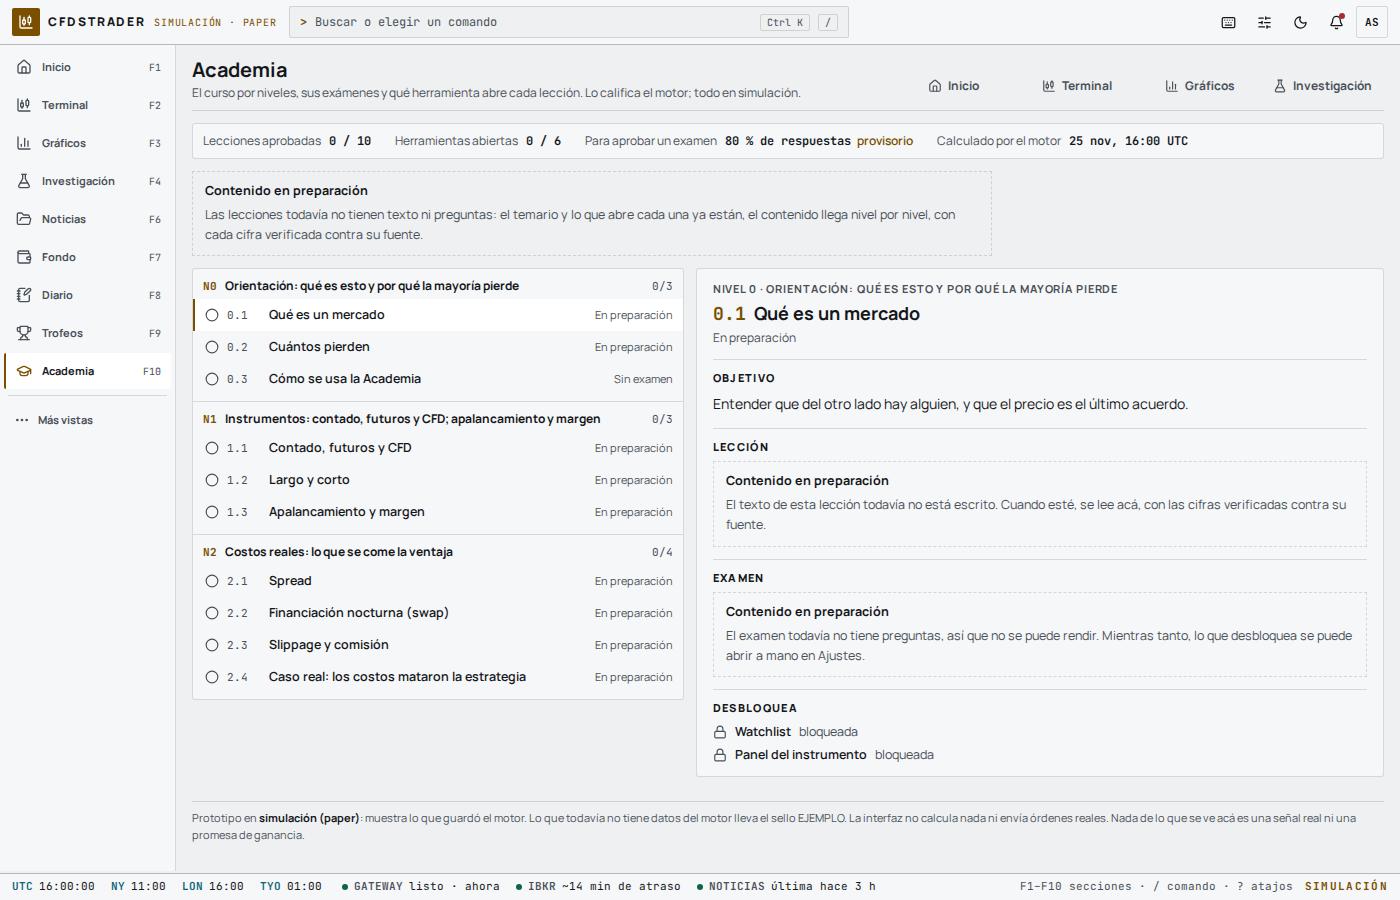 CFDSTRADER SIMULACIÓN · PAPER
> Buscar o elegir un comando Ctrl K /
AS
Inicio F1
Terminal F2
Gráficos F3
Investigación F4
Noticias F6
Fondo F7
Diario F8
Trofeos F9
Academia F10
Más vistas
Academia
El curso por niveles, sus exámenes y qué herramienta abre cada lección. Lo califica el motor; todo en simulación.
Inicio Terminal Gráficos Investigación
Lecciones aprobadas 0 / 10 Herramientas abiertas 0 / 6 Para aprobar un examen 80 % de respuestas provisorio Calculado por el motor 25 nov, 16:00 UTC
Contenido en preparación
Las lecciones todavía no tienen texto ni preguntas: el temario y lo que abre cada una ya están, el contenido llega nivel por nivel, con
cada cifra verificada contra su fuente.
N0 Orientación: qué es esto y por qué la mayoría pierde 0/3
0.1 Qué es un mercado En preparación
0.2 Cuántos pierden En preparación
0.3 Cómo se usa la Academia Sin examen
N1 Instrumentos: contado, futuros y CFD; apalancamiento y margen 0/3
1.1 Contado, futuros y CFD En preparación
1.2 Largo y corto En preparación
1.3 Apalancamiento y margen En preparación
N2 Costos reales: lo que se come la ventaja 0/4
2.1 Spread En preparación
2.2 Financiación nocturna (swap) En preparación
2.3 Slippage y comisión En preparación
2.4 Caso real: los costos mataron la estrategia En preparación
NIVEL 0 · ORIENTACIÓN: QUÉ ES ESTO Y POR QUÉ LA MAYORÍA PIERDE
0.1 Qué es un mercado
En preparación
OBJETIVO
Entender que del otro lado hay alguien, y que el precio es el último acuerdo.
LECCIÓN
Contenido en preparación
El texto de esta lección todavía no está escrito. Cuando esté, se lee acá, con las cifras verificadas contra su
fuente.
EXAMEN
Contenido en preparación
El examen todavía no tiene preguntas, así que no se puede rendir. Mientras tanto, lo que desbloquea se puede
abrir a mano en Ajustes.
DESBLOQUEA
Watchlist bloqueada
Panel del instrumento bloqueada
Prototipo en simulación (paper): muestra lo que guardó el motor. Lo que todavía no tiene datos del motor lleva el sello EJEMPLO. La interfaz no calcula nada ni envía órdenes reales. Nada de lo que se ve acá es una señal real ni una
promesa de ganancia.
UTC 16:00:00 NY 11:00 LON 16:00 TYO 01:00 GATEWAY listo · ahora IBKR ~14 min de atraso NOTICIAS última hace 3 h F1–F10 secciones · / comando · ? atajos SIMULACIÓN